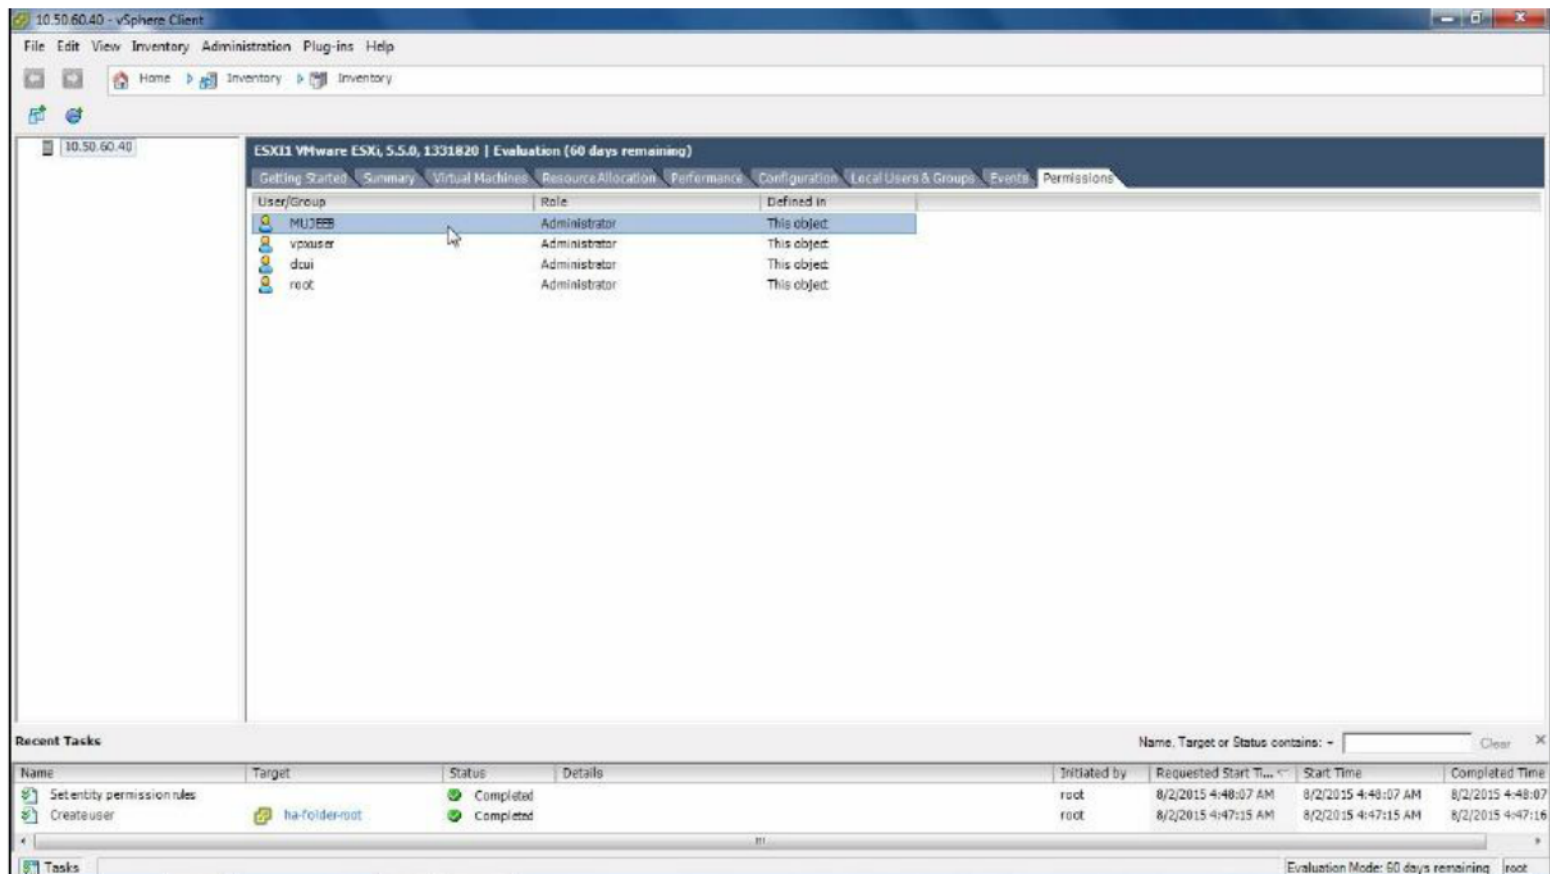 10.50.60.40 - vSphere Client
File Edit View Inventory Administration Plug-ins Help
Home Inventory Inventory
10.50.60.40
ESXI1 VMware ESXi, 5.5.0, 1331820 | Evaluation (60 days remaining)
Getting Started Summary Virtual Machines Resource Allocation Performance Configuration Local Users & Groups Events Permissions
User/Group Role Defined in
MUJEEB Administrator This object
vpxuser Administrator This object
dcui Administrator This object
root Administrator This object
Recent Tasks Name, Target or Status contains: Clear
Name Target Status Details Initiated by Requested Start Ti... Start Time Completed Time
Set entity permission rules Completed root 8/2/2015 4:48:07 AM 8/2/2015 4:48:07 AM 8/2/2015 4:48:07
Create user ha-folder-root Completed root 8/2/2015 4:47:15 AM 8/2/2015 4:47:15 AM 8/2/2015 4:47:16
Tasks Evaluation Mode: 60 days remaining root